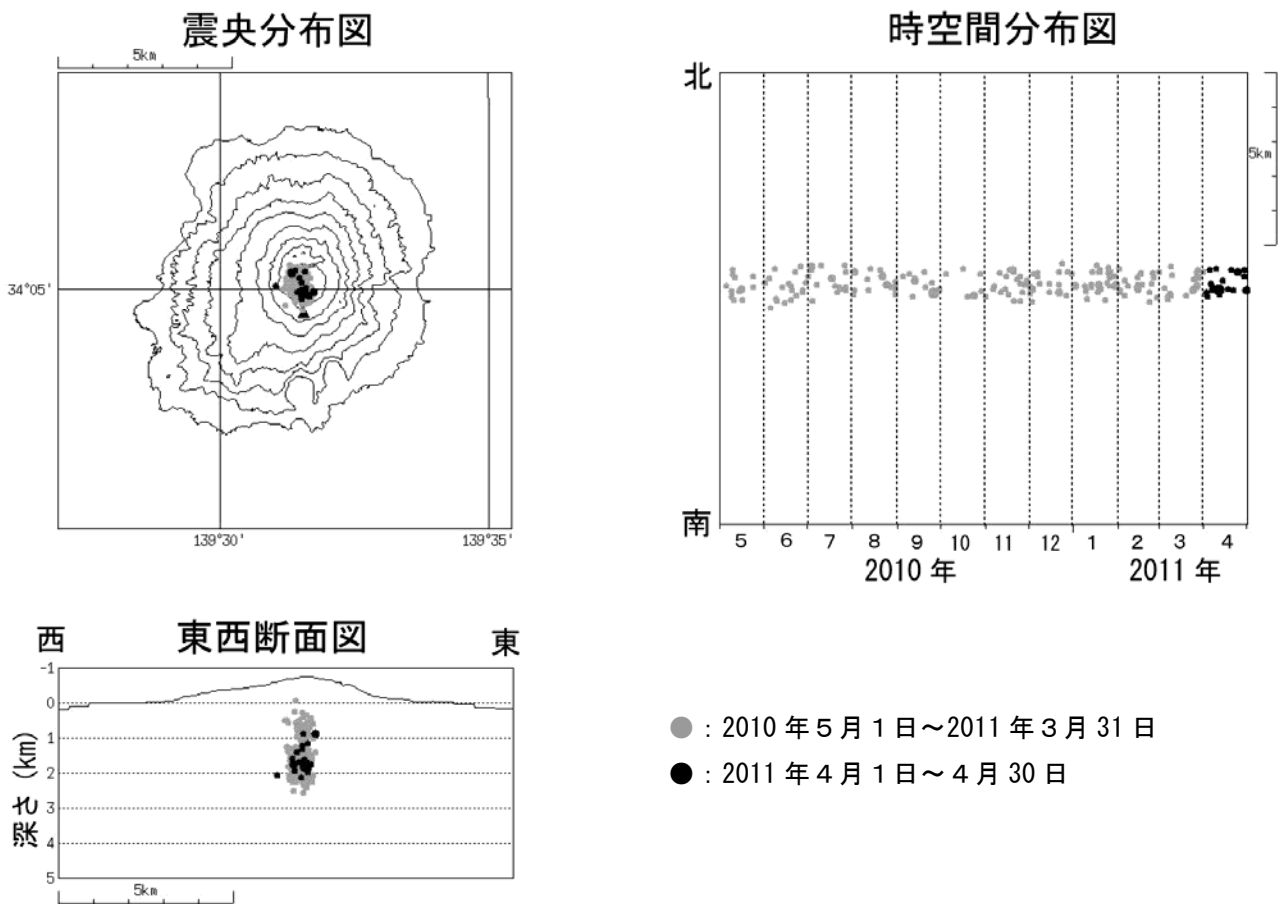 震央分布図
5km
34°05'
139°30'
139°35'
時空間分布図
北
5km
南
5 6 7 8 9 10 11 12 1 2 3 4
2010 年 2011 年
西 東西断面図 東
-1
0
1
2
3
4
5
深さ (km)
5km
● : 2010 年 5 月 1 日～2011 年 3 月 31 日
● : 2011 年 4 月 1 日～ 4 月 30 日